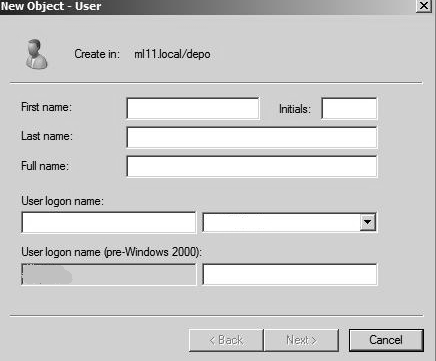 New Object - User
Create in: ml11.local/depo
First name: Initials:
Last name:
Full name:
User logon name:
User logon name (pre-Windows 2000):
< Back Next > Cancel